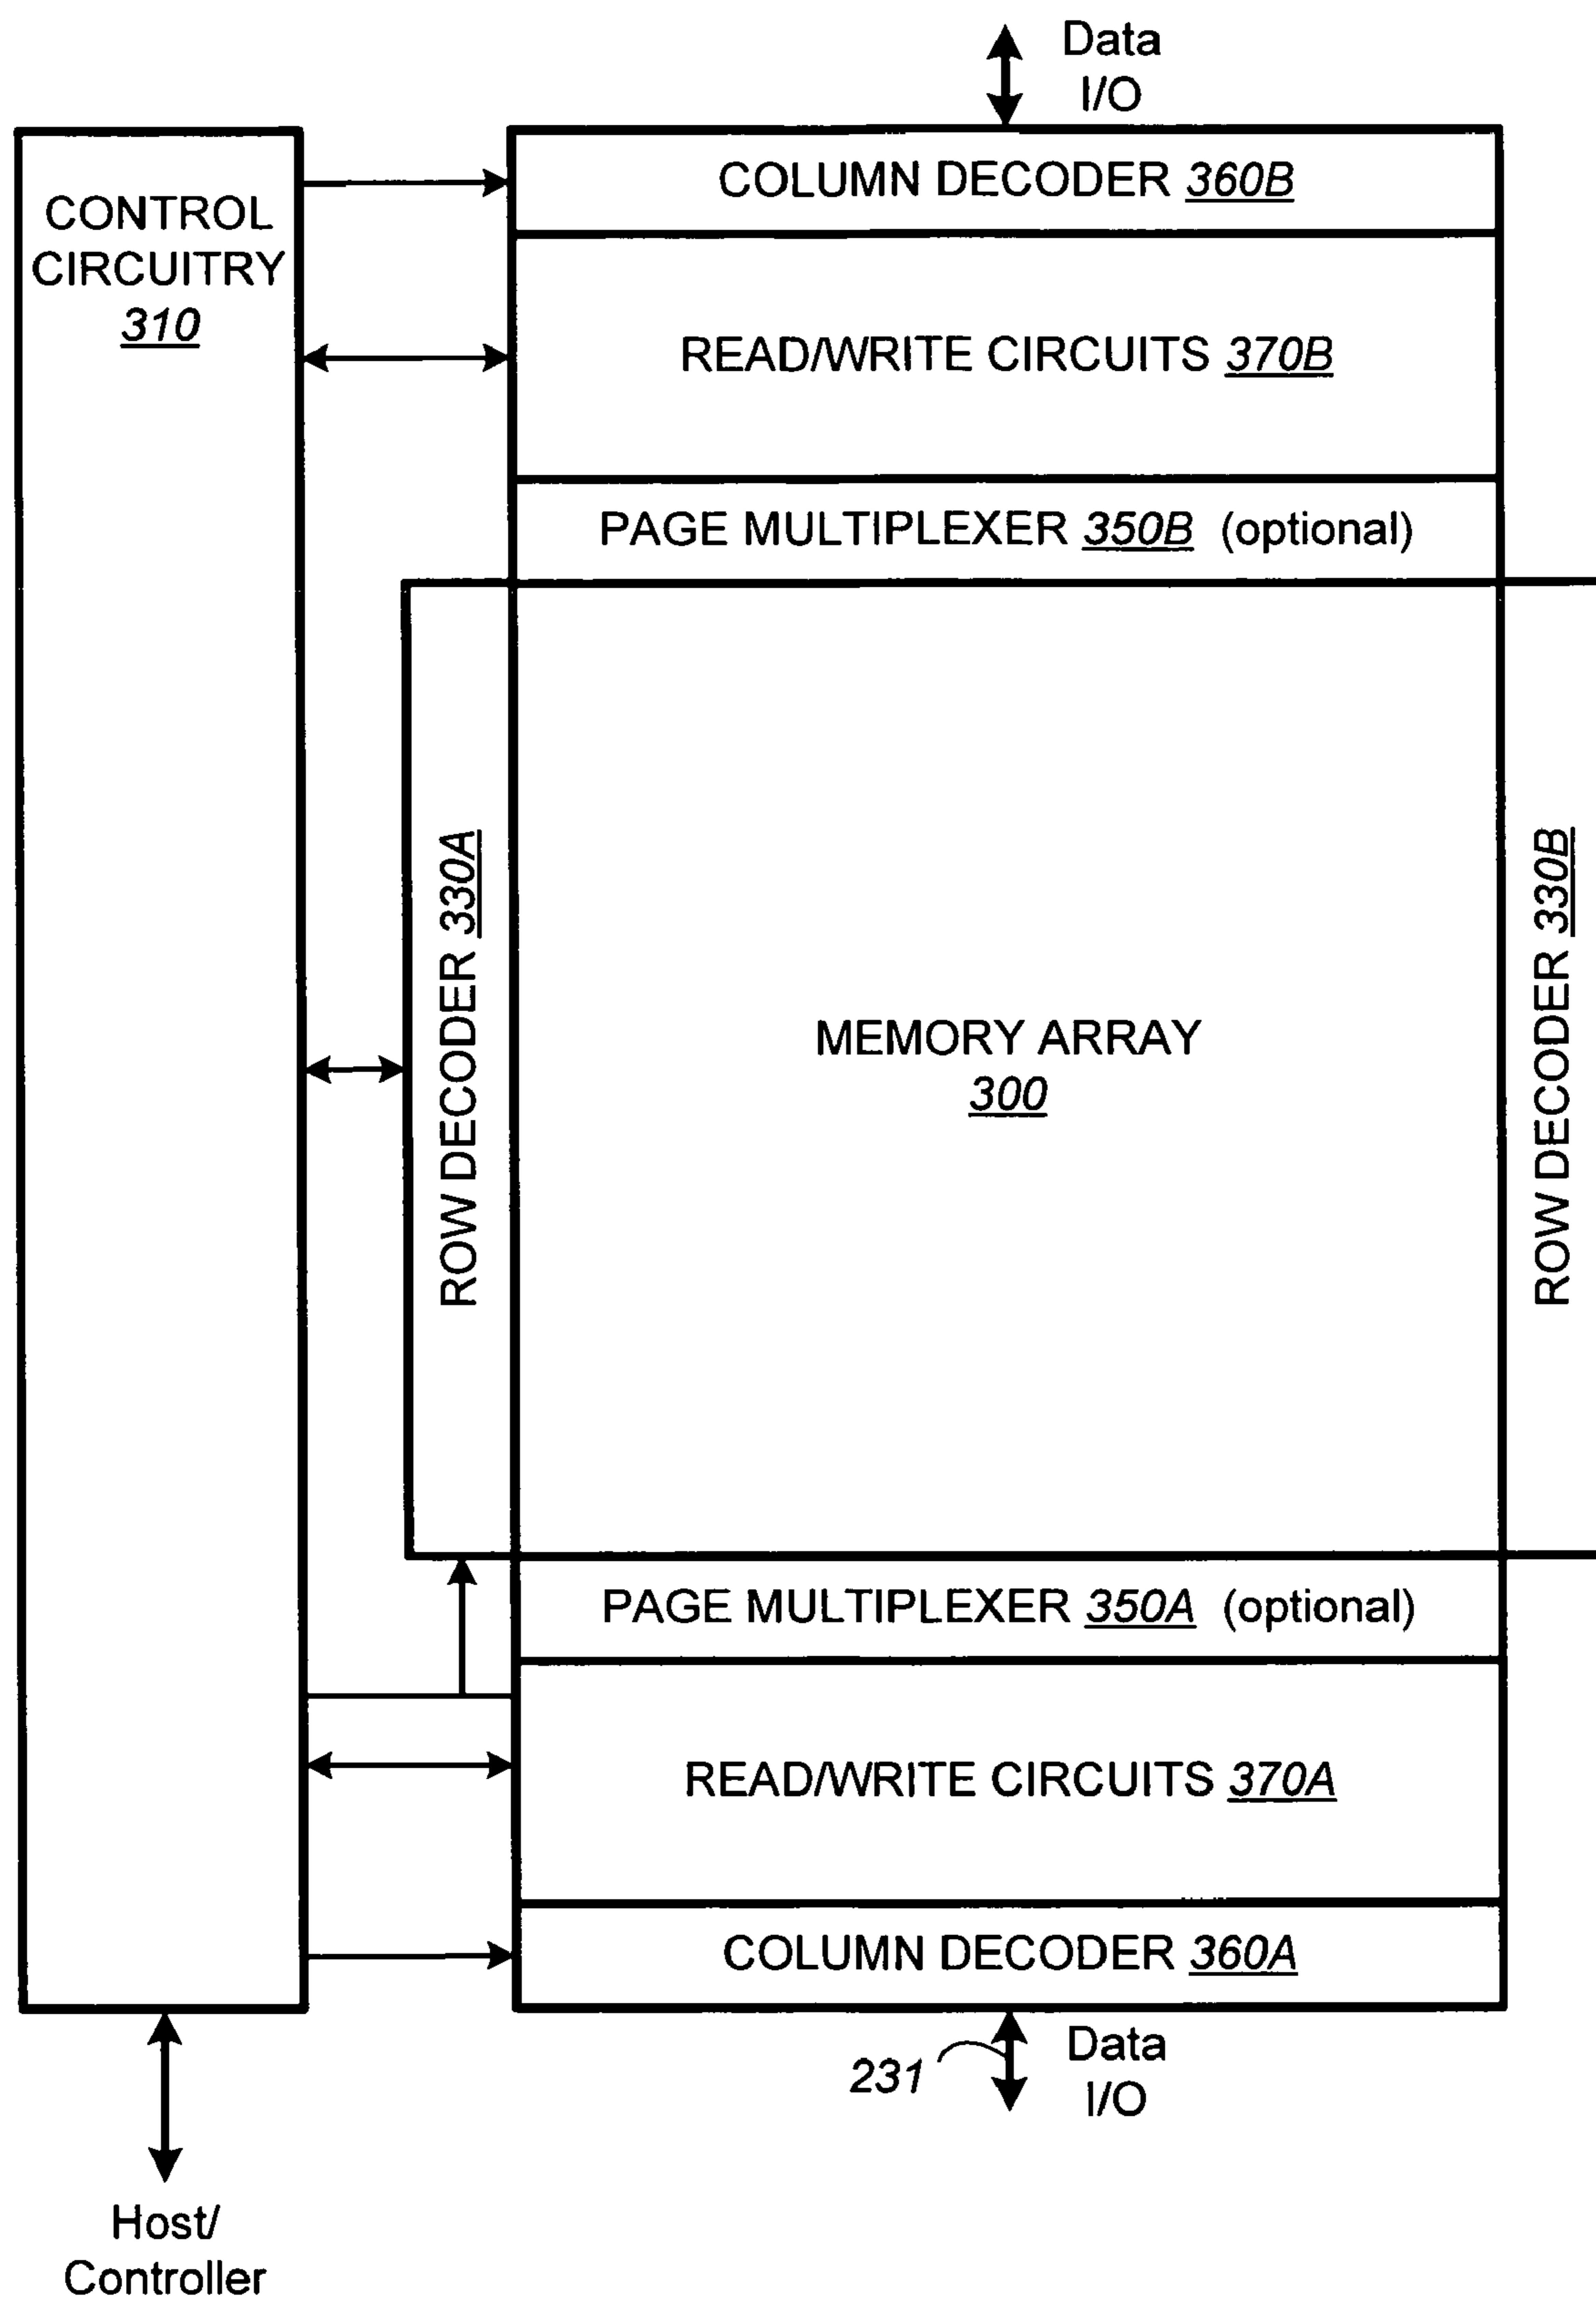 Data
I/O
CONTROL
CIRCUITRY
310
COLUMN DECODER 360B
READ/WRITE CIRCUITS 370B
PAGE MULTIPLEXER 350B (optional)
ROW DECODER 330A
MEMORY ARRAY
300
ROW DECODER 330B
PAGE MULTIPLEXER 350A (optional)
READ/WRITE CIRCUITS 370A
COLUMN DECODER 360A
231
Data
I/O
Host/
Controller